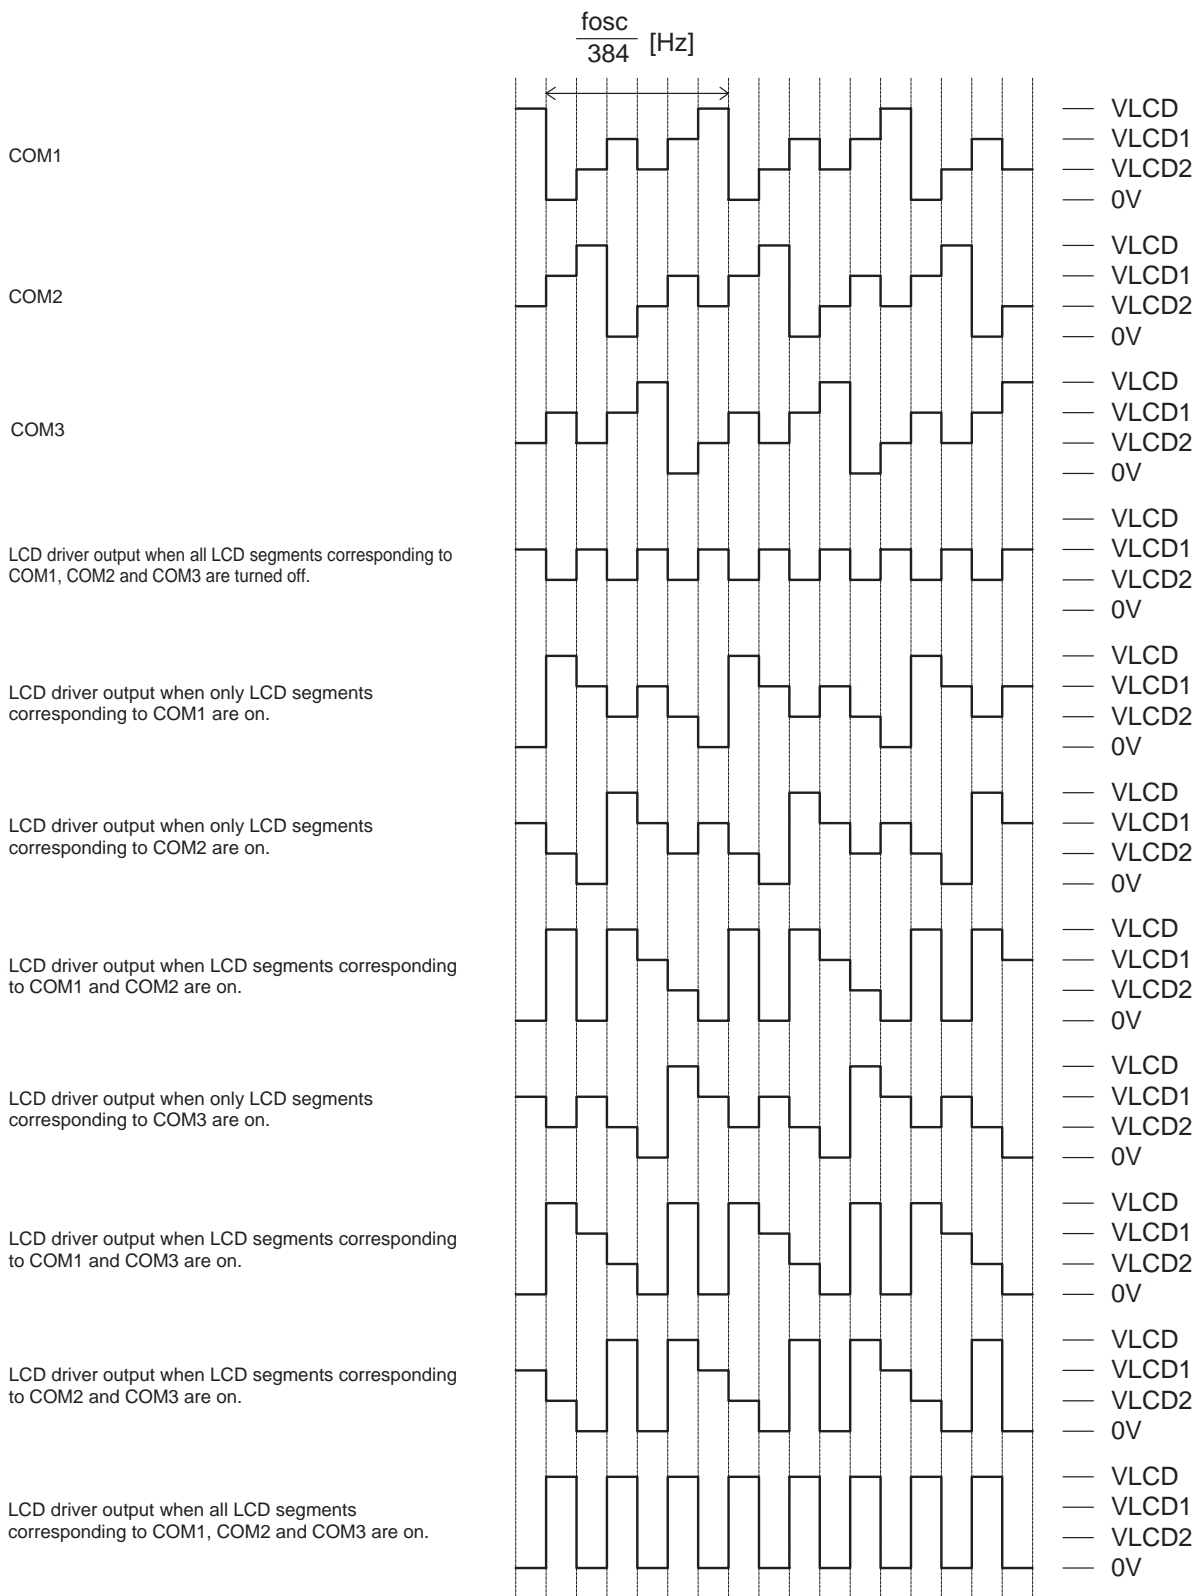 fosc
384 [Hz]
COM1
VLCD
VLCD1
VLCD2
0V
COM2
VLCD
VLCD1
VLCD2
0V
COM3
VLCD
VLCD1
VLCD2
0V
LCD driver output when all LCD segments corresponding to
COM1, COM2 and COM3 are turned off.
VLCD
VLCD1
VLCD2
0V
LCD driver output when only LCD segments
corresponding to COM1 are on.
VLCD
VLCD1
VLCD2
0V
LCD driver output when only LCD segments
corresponding to COM2 are on.
VLCD
VLCD1
VLCD2
0V
LCD driver output when LCD segments corresponding
to COM1 and COM2 are on.
VLCD
VLCD1
VLCD2
0V
LCD driver output when only LCD segments
corresponding to COM3 are on.
VLCD
VLCD1
VLCD2
0V
LCD driver output when LCD segments corresponding
to COM1 and COM3 are on.
VLCD
VLCD1
VLCD2
0V
LCD driver output when LCD segments corresponding
to COM2 and COM3 are on.
VLCD
VLCD1
VLCD2
0V
LCD driver output when all LCD segments
corresponding to COM1, COM2 and COM3 are on.
VLCD
VLCD1
VLCD2
0V